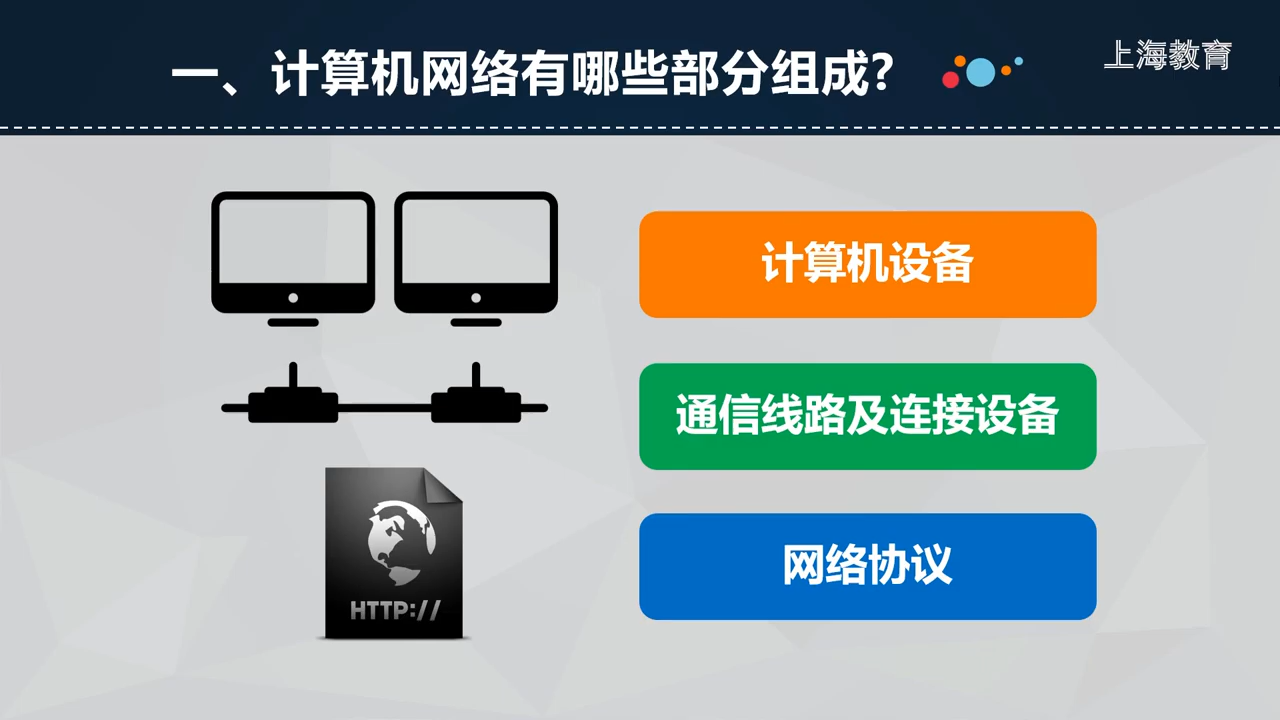 一、计算机网络有哪些部分组成?
上海教育
计算机设备
通信线路及连接设备
网络协议
HTTP://